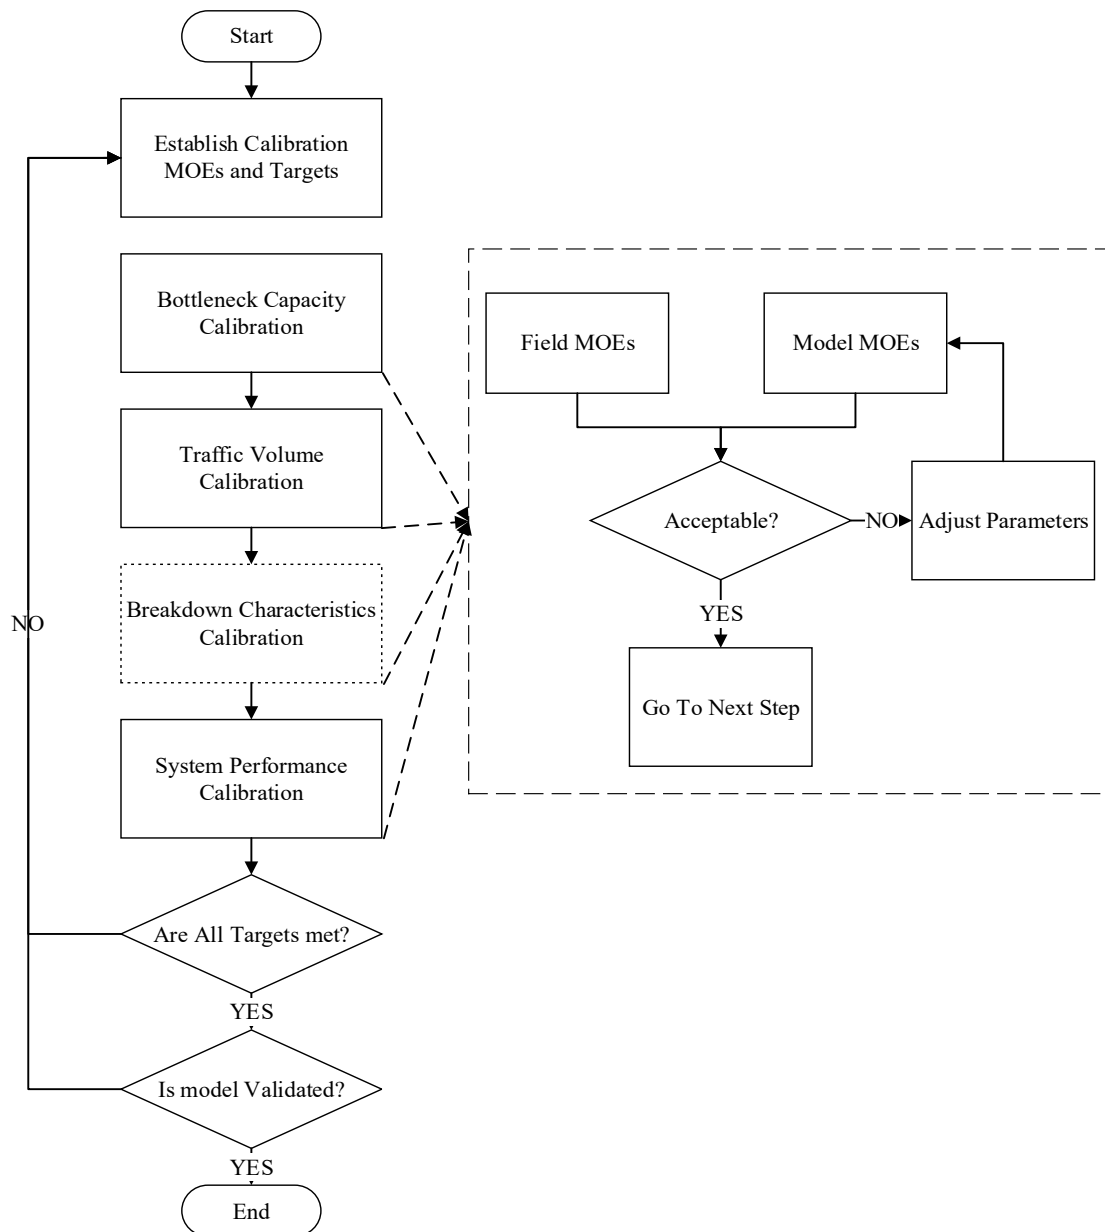 Start
Establish Calibration
MOEs and Targets
Bottleneck Capacity
Calibration
Traffic Volume
Calibration
Breakdown Characteristics
Calibration
System Performance
Calibration
Are All Targets met?
YES
Is model Validated?
YES
End
NO
Field MOEs
Model MOEs
Acceptable?
NO
Adjust Parameters
YES
Go To Next Step